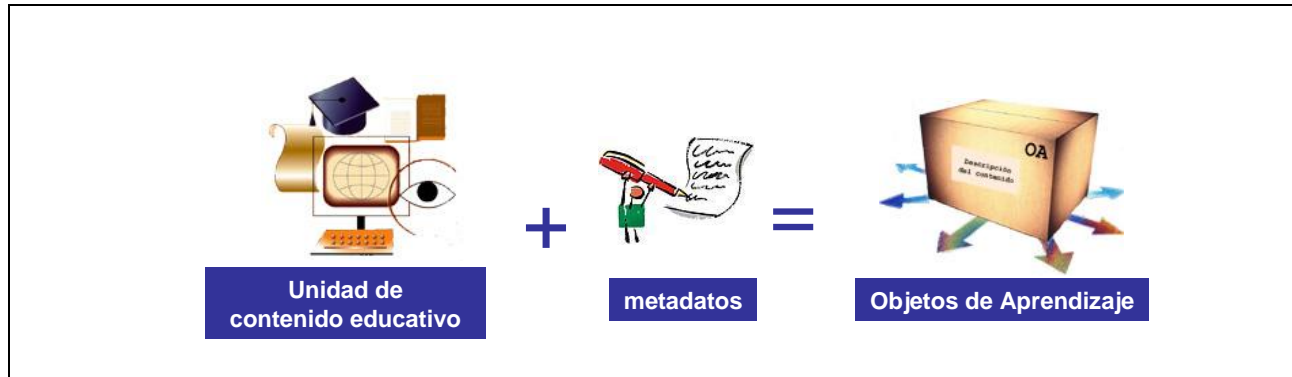 OA
Descripción
del contenido
+
=
Unidad de
contenido educativo
metadatos
Objetos de Aprendizaje